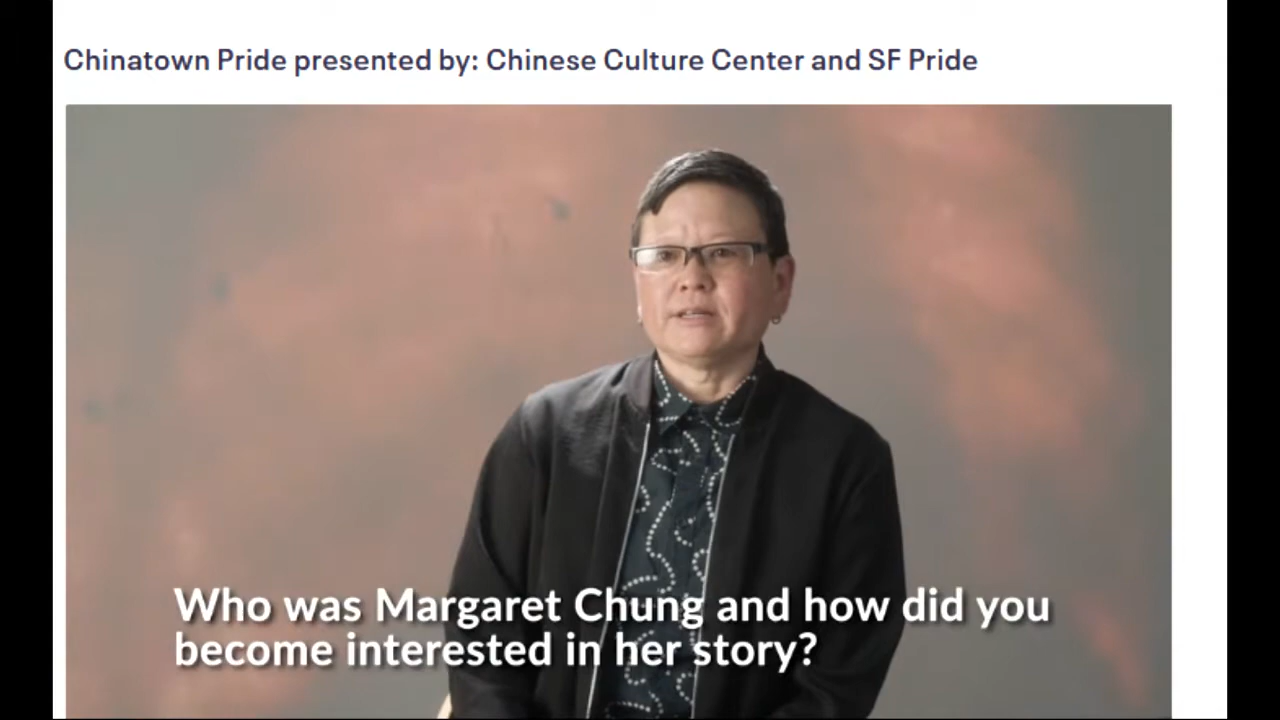 Chinatown Pride presented by: Chinese Culture Center and SF Pride
Who was Margaret Chung and how did you
become interested in her story?